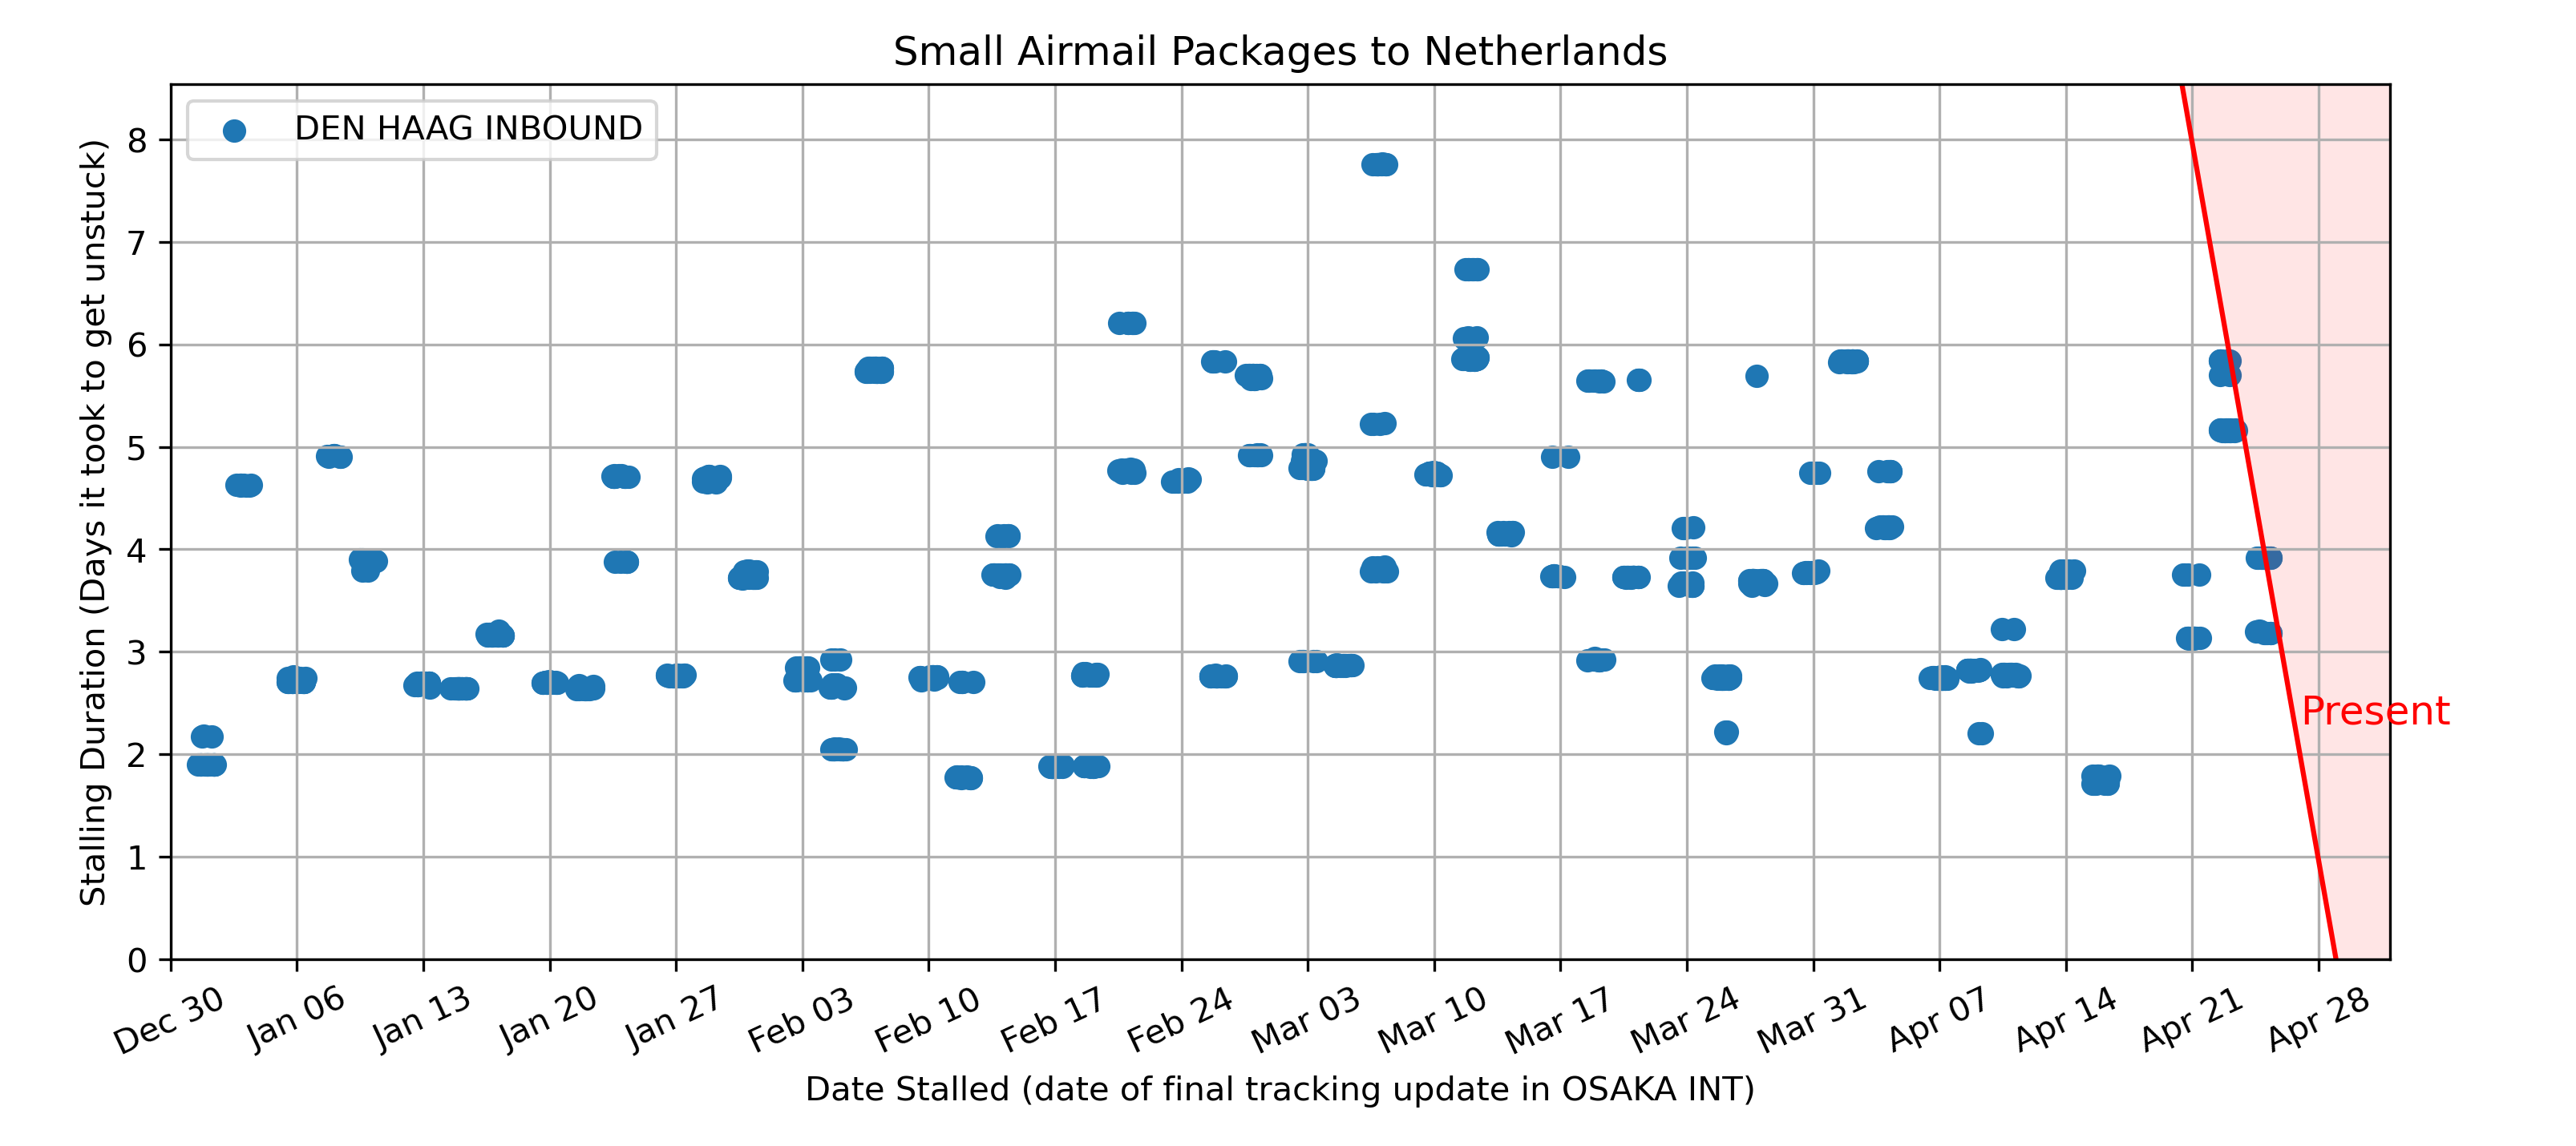 Small Airmail Packages to Netherlands
DEN HAAG INBOUND
Stalling Duration (Days it took to get unstuck)
8
7
6
5
4
3
2
1
0
Present
Dec 30
Jan 06
Jan 13
Jan 20
Jan 27
Feb 03
Feb 10
Feb 17
Feb 24
Mar 03
Mar 10
Mar 17
Mar 24
Mar 31
Apr 07
Apr 14
Apr 21
Apr 28
Date Stalled (date of final tracking update in OSAKA INT)